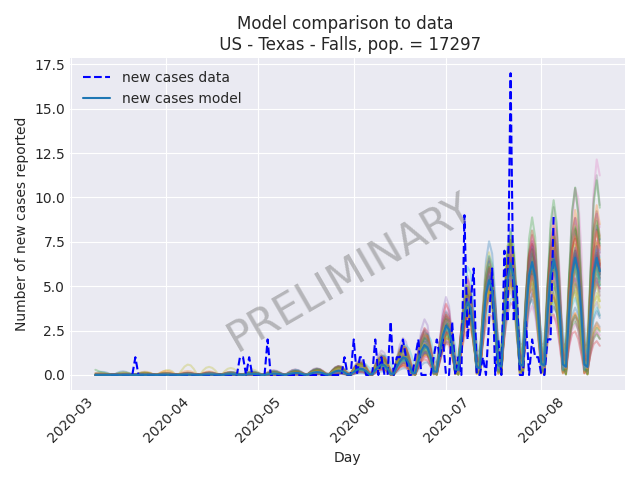 Model comparison to data
US - Texas - Falls, pop. = 17297
new cases data
new cases model
PRELIMINARY
Number of new cases reported
17.5
15.0
12.5
10.0
7.5
5.0
2.5
0.0
2020-03
2020-04
2020-05
2020-06
2020-07
2020-08
Day